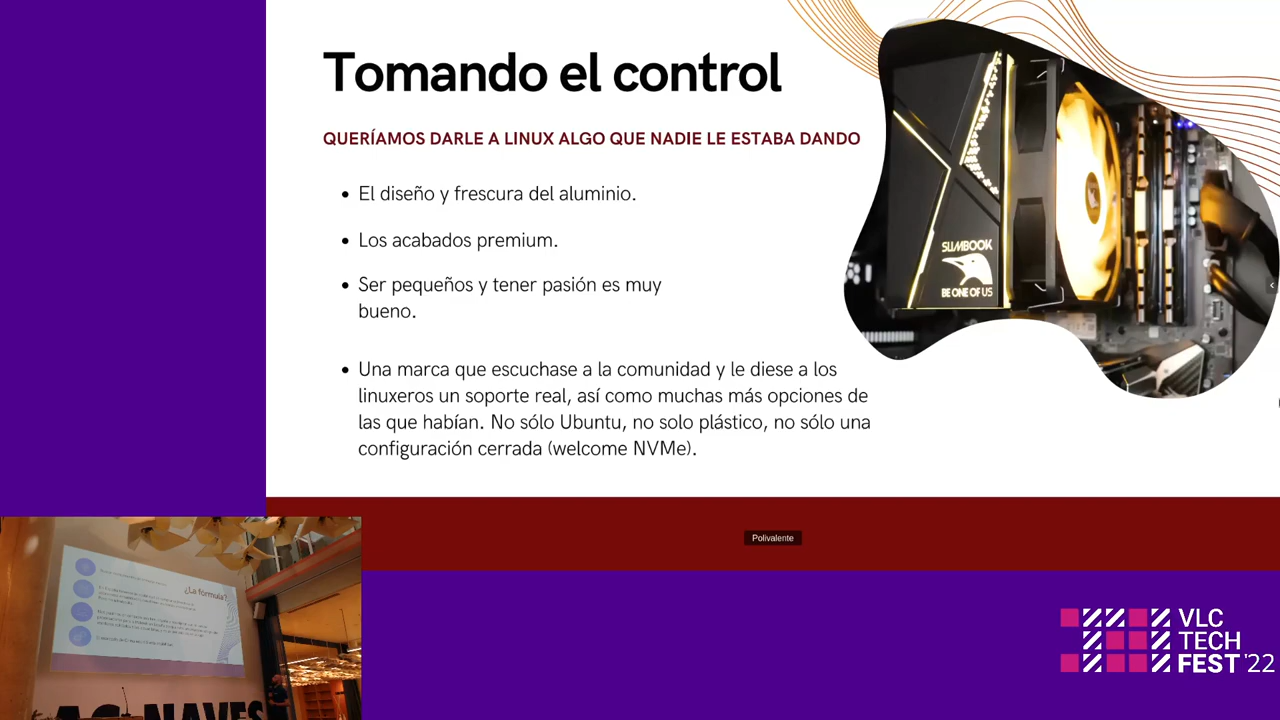 Tomando el control
QUERÍAMOS DARLE A LINUX ALGO QUE NADIE LE ESTABA DANDO
• El diseño y frescura del aluminio.
• Los acabados premium.
• Ser pequeños y tener pasión es muy
bueno.
• Una marca que escuchase a la comunidad y le diese a los
linuxeros un soporte real, así como muchas más opciones de
las que habían. No sólo Ubuntu, no solo plástico, no sólo una
configuración cerrada (welcome NVMe).
SLIMBOOK
BE ONE OF US
Polivalente
¿La fórmula?
NAVES
VLC
TECH
FEST '22